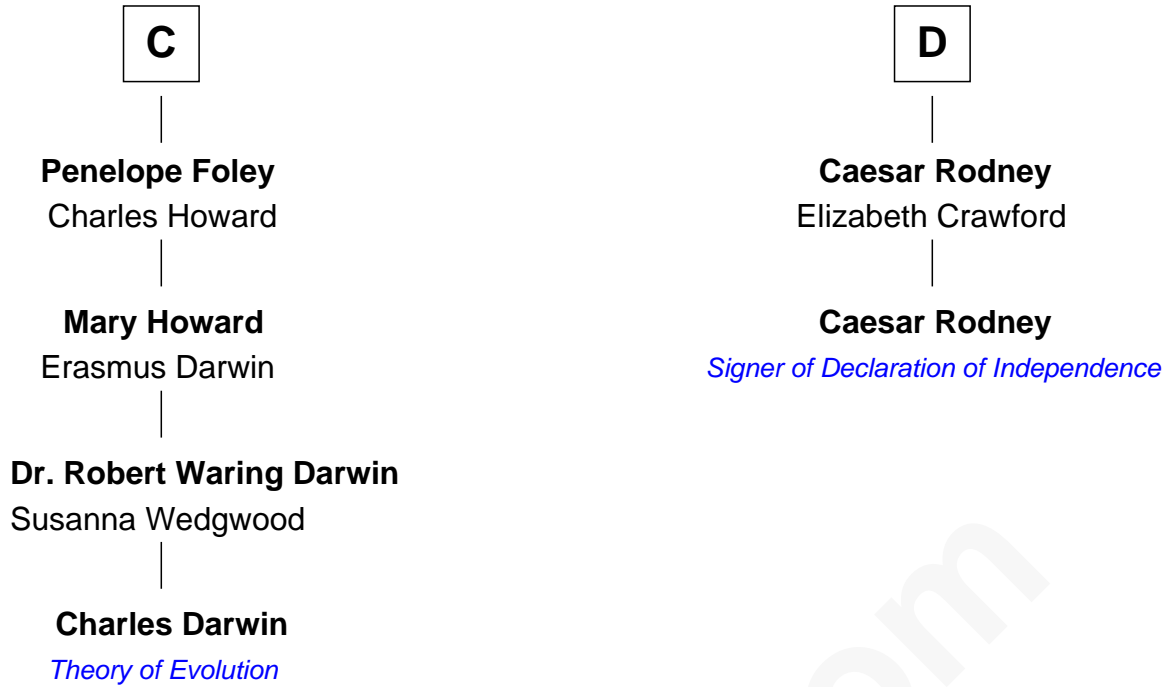 C
Penelope Foley
Charles Howard
Mary Howard
Erasmus Darwin
Dr. Robert Waring Darwin
Susanna Wedgwood
Charles Darwin
Theory of Evolution
D
Caesar Rodney
Elizabeth Crawford
Caesar Rodney
Signer of Declaration of Independence
om